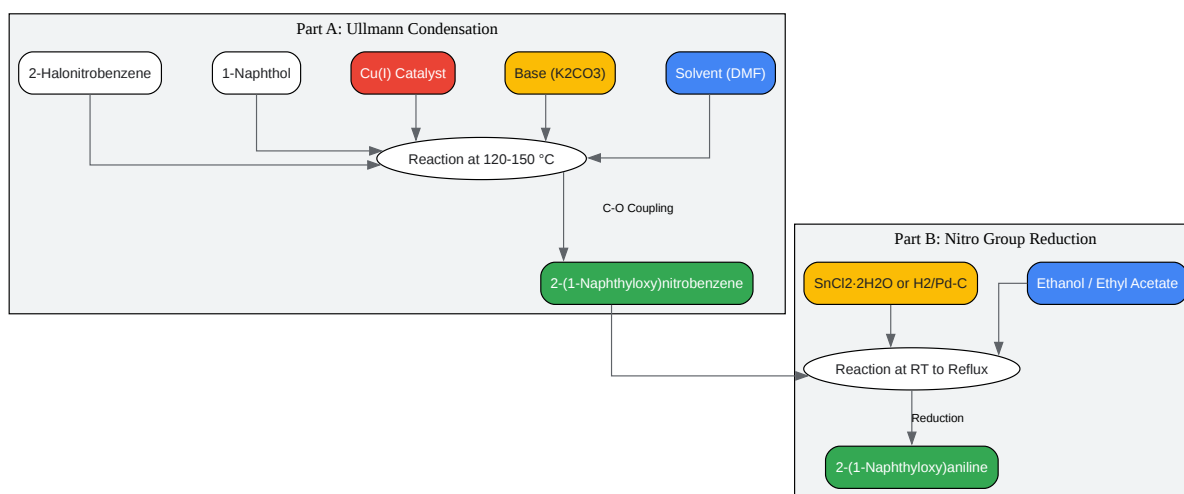 Part A: Ullmann Condensation
2-Halonitrobenzene
1-Naphthol
Cu(I) Catalyst
Base (K2CO3)
Solvent (DMF)
Reaction at 120-150 °C
C-O Coupling
2-(1-Naphthyloxy)nitrobenzene
Part B: Nitro Group Reduction
SnCl2·2H2O or H2/Pd-C
Ethanol / Ethyl Acetate
Reaction at RT to Reflux
Reduction
2-(1-Naphthyloxy)aniline